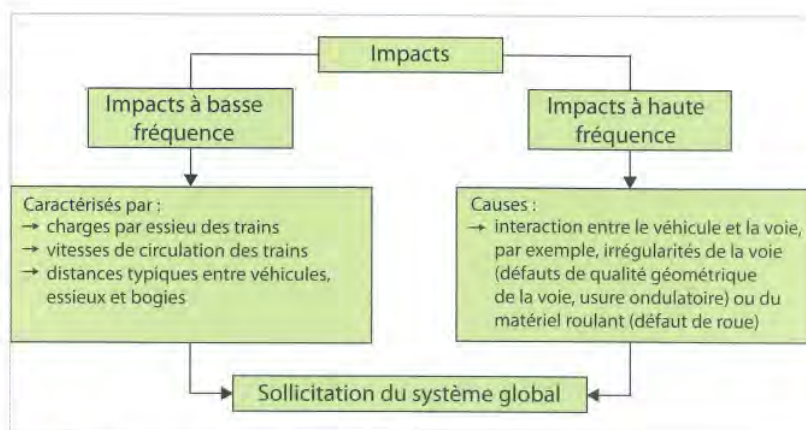 Impacts
Impacts à basse
fréquence
Impacts à haute
fréquence
Caractérisés par :
→ charges par essieu des trains
→ vitesses de circulation des trains
→ distances typiques entre véhicules,
essieux et bogies
Causes :
→ interaction entre le véhicule et la voie,
par exemple, irrégularités de la voie
(défauts de qualité géométrique
de la voie, usure ondulatoire) ou du
matériel roulant (défaut de roue)
Sollicitation du système global